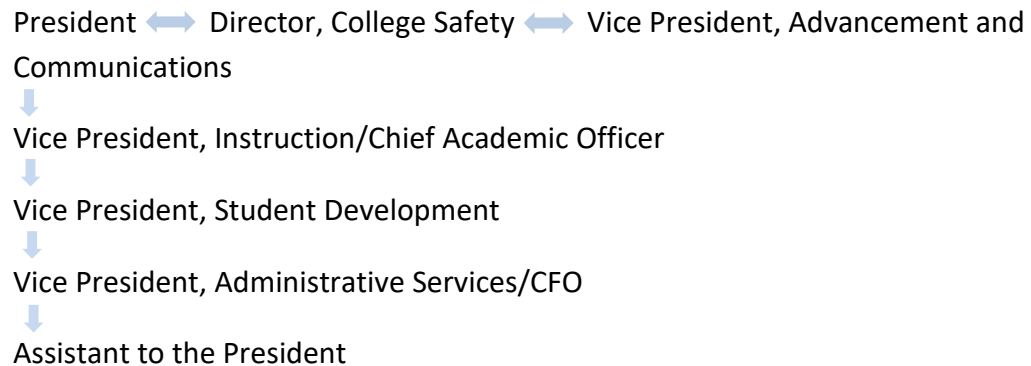 President Director, College Safety Vice President, Advancement and
Communications
Vice President, Instruction/Chief Academic Officer
Vice President, Student Development
Vice President, Administrative Services/CFO
Assistant to the President